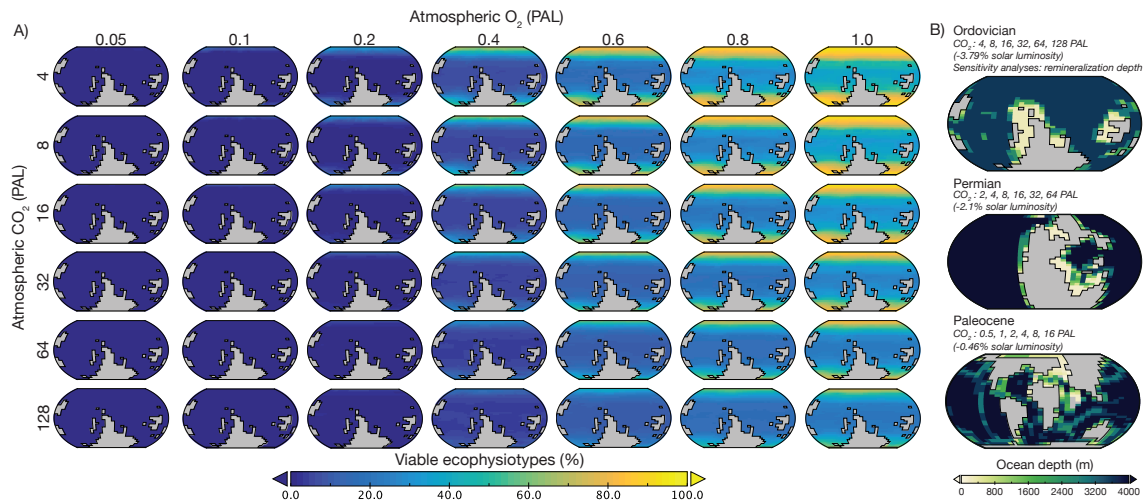 Atmospheric O2 (PAL)
A)
0.05 0.1 0.2 0.4 0.6 0.8 1.0
Atmospheric CO2 (PAL)
4
8
16
32
64
128
Viable ecophysiotypes (%)
0.0 20.0 40.0 60.0 80.0 100.0
B)
Ordovician
CO2 : 4, 8, 16, 32, 64, 128 PAL
(-3.79% solar luminosity)
Sensitivity analyses: remineralization depth
Permian
CO2 : 2, 4, 8, 16, 32, 64 PAL
(-2.1% solar luminosity)
Paleocene
CO2 : 0.5, 1, 2, 4, 8, 16 PAL
(-0.46% solar luminosity)
Ocean depth (m)
0 800 1600 2400 3200 4000